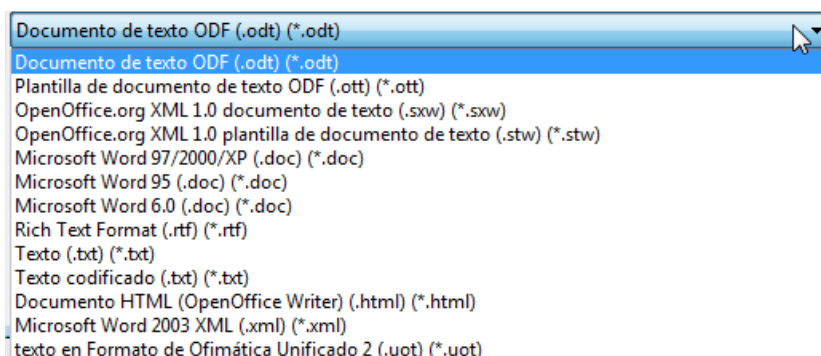 Documento de texto ODF (.odt) (*.odt)
Documento de texto ODF (.odt) (*.odt)
Plantilla de documento de texto ODF (.ott) (*.ott)
OpenOffice.org XML 1.0 documento de texto (.sxw) (*.sxw)
OpenOffice.org XML 1.0 plantilla de documento de texto (.stw) (*.stw)
Microsoft Word 97/2000/XP (.doc) (*.doc)
Microsoft Word 95 (.doc) (*.doc)
Microsoft Word 6.0 (.doc) (*.doc)
Rich Text Format (.rtf) (*.rtf)
Texto (.txt) (*.txt)
Texto codificado (.txt) (*.txt)
Documento HTML (OpenOffice Writer) (.html) (*.html)
Microsoft Word 2003 XML (.xml) (*.xml)
texto en Formato de Ofimática Unificado 2 (.uot) (*.uot)